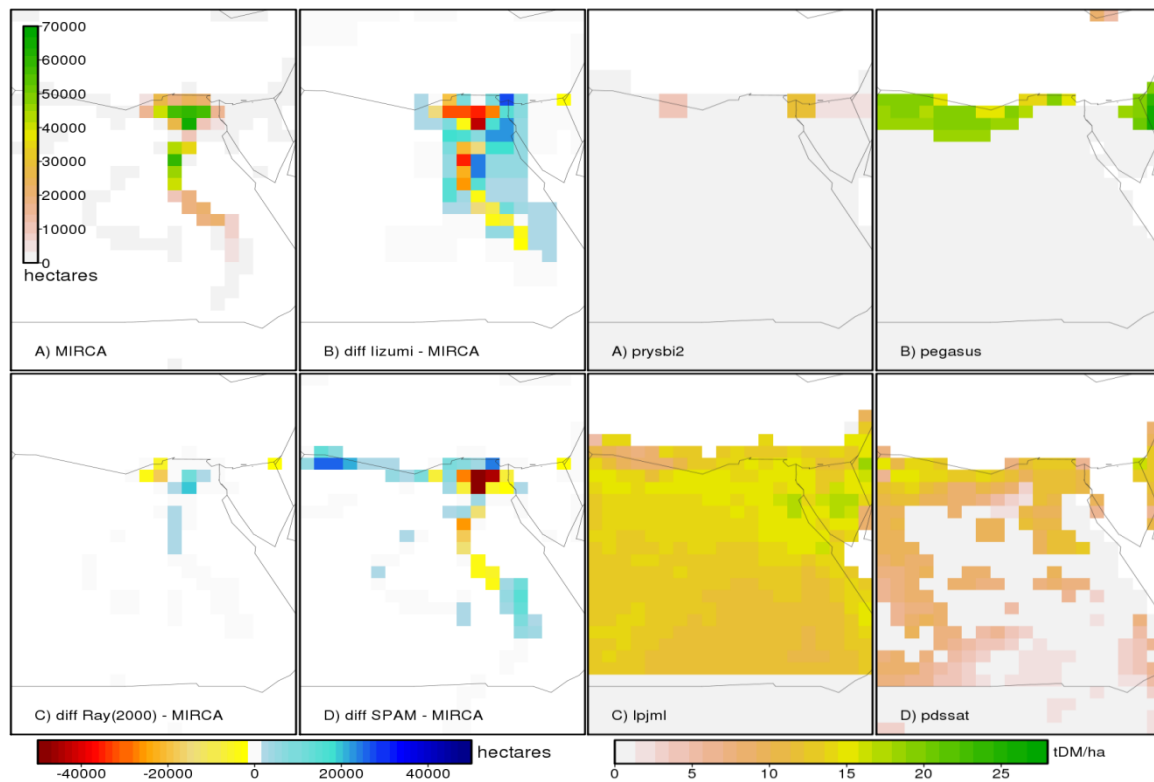 70000
60000
50000
40000
30000
20000
10000
0
hectares
A) MIRCA
B) diff Iizumi - MIRCA
A) prysbi2
B) pegasus
C) diff Ray(2000) - MIRCA
D) diff SPAM - MIRCA
C) lpjml
D) pdssat
-40000 -20000 0 20000 40000 hectares
0 5 10 15 20 25 tDM/ha